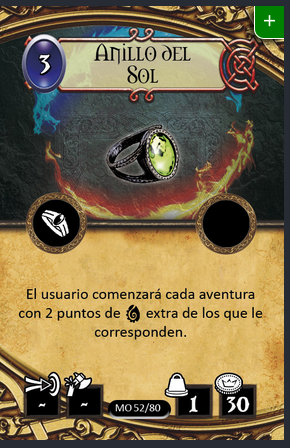 +
3
Anillo del
Sol
El usuario comenzará cada aventura
con 2 puntos de extra de los que le
corresponden.
~ ~ MO 52/80 1 30